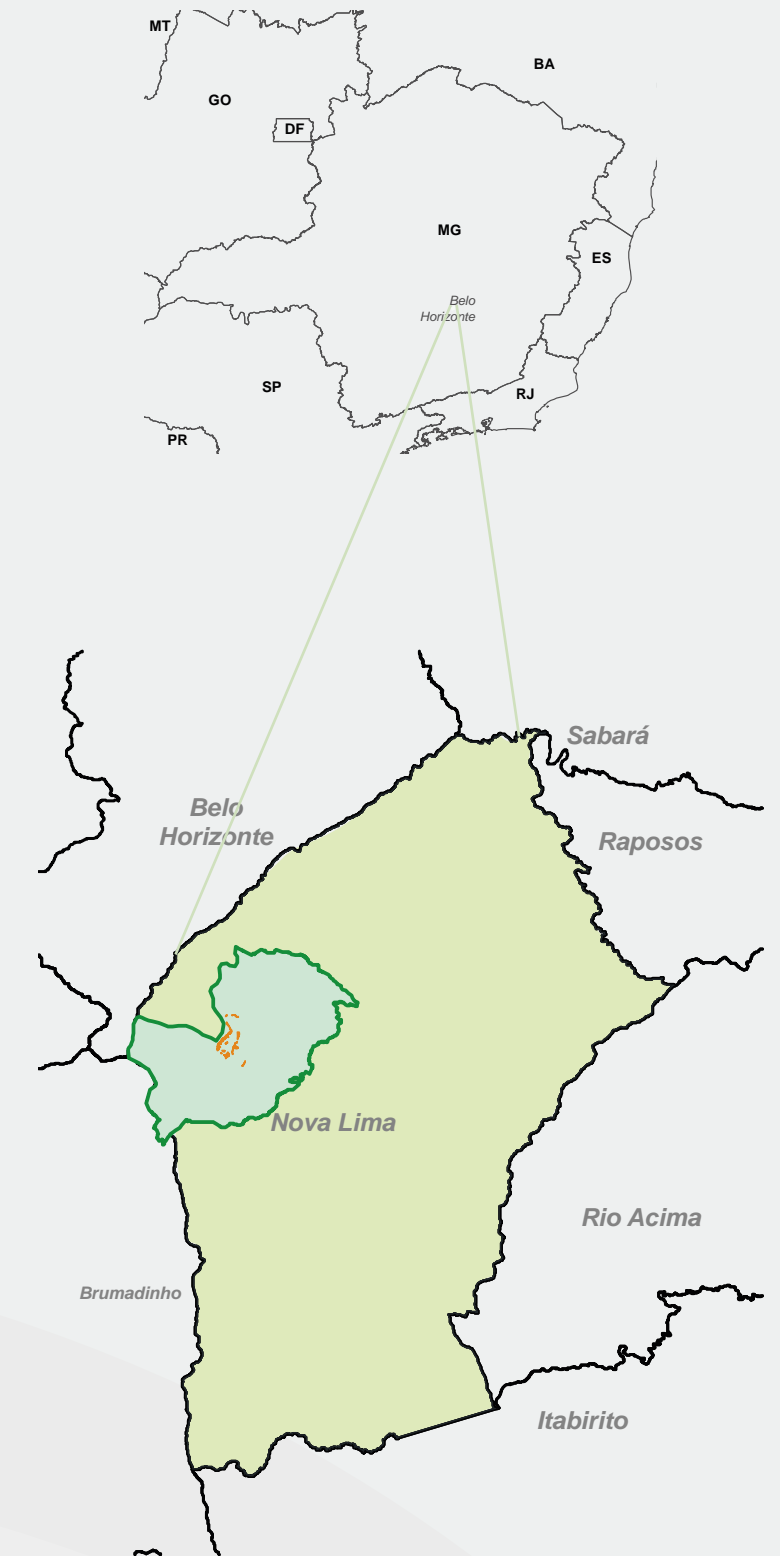 MT
BA
GO
DF
MG
ES
Belo
Horizonte
SP
RJ
PR
Sabará
Belo
Horizonte
Raposos
Nova Lima
Rio Acima
Brumadinho
Itabirito